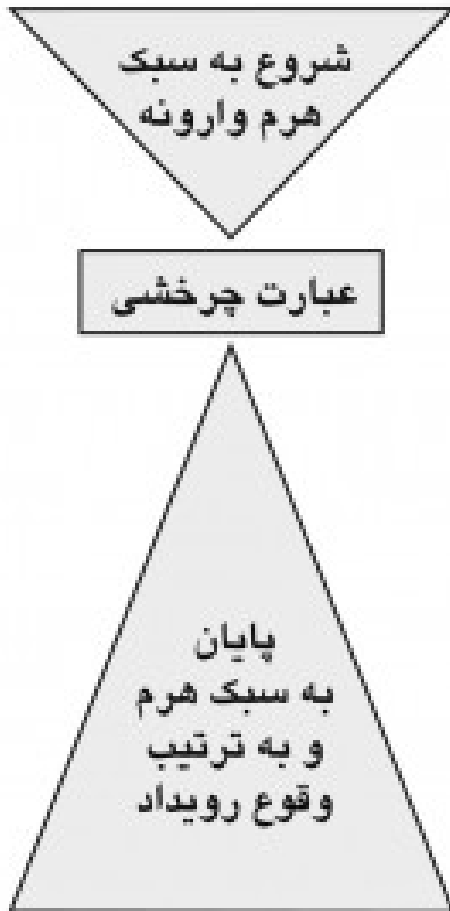 شروع به سبک
هرم وارونه
عبارت چرخشی
پایان
به سبک هرم
و به ترتیب
وقوع رویداد